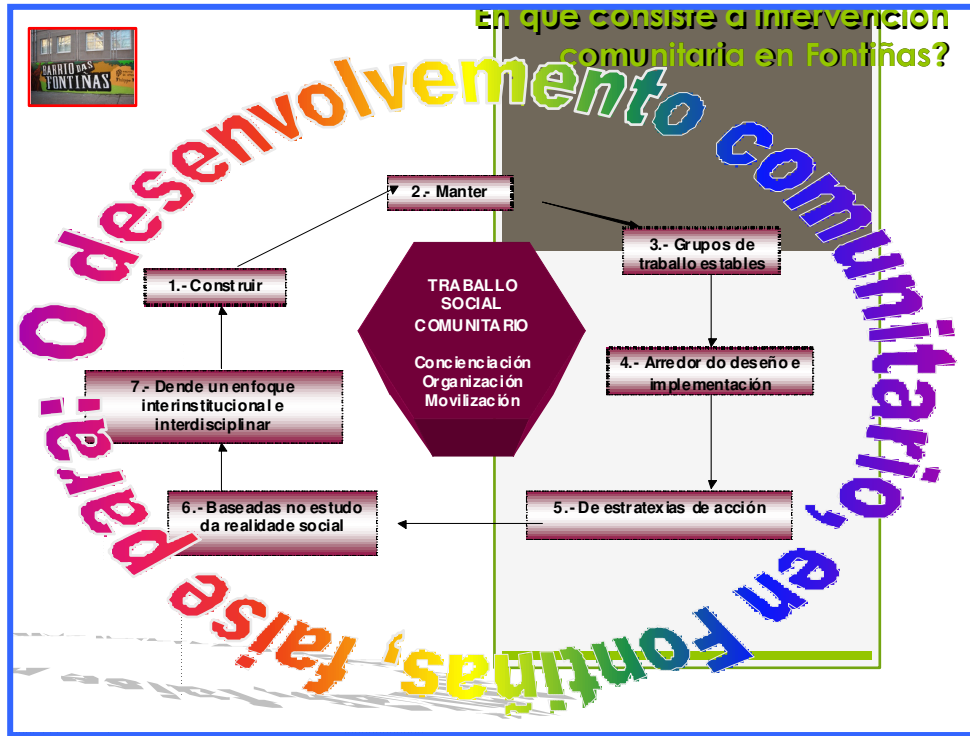 En que consiste a intervención
comunitaria en Fontiñas?
BARRIO DAS
FONTIÑAS
O desenvolvemento comunitario, en Fontiñas, faise para:
2.- Manter
3.- Grupos de
traballo estables
1.- Construir
TRABALLO
SOCIAL
COMUNITARIO
Concienciación
Organización
Movilización
4.- Arredor do deseño e
implementación
7.- Dende un enfoque
interinstitucional e
interdisciplinar
6.- Baseadas no estudo
da realidade social
5.- De estratexias de acción